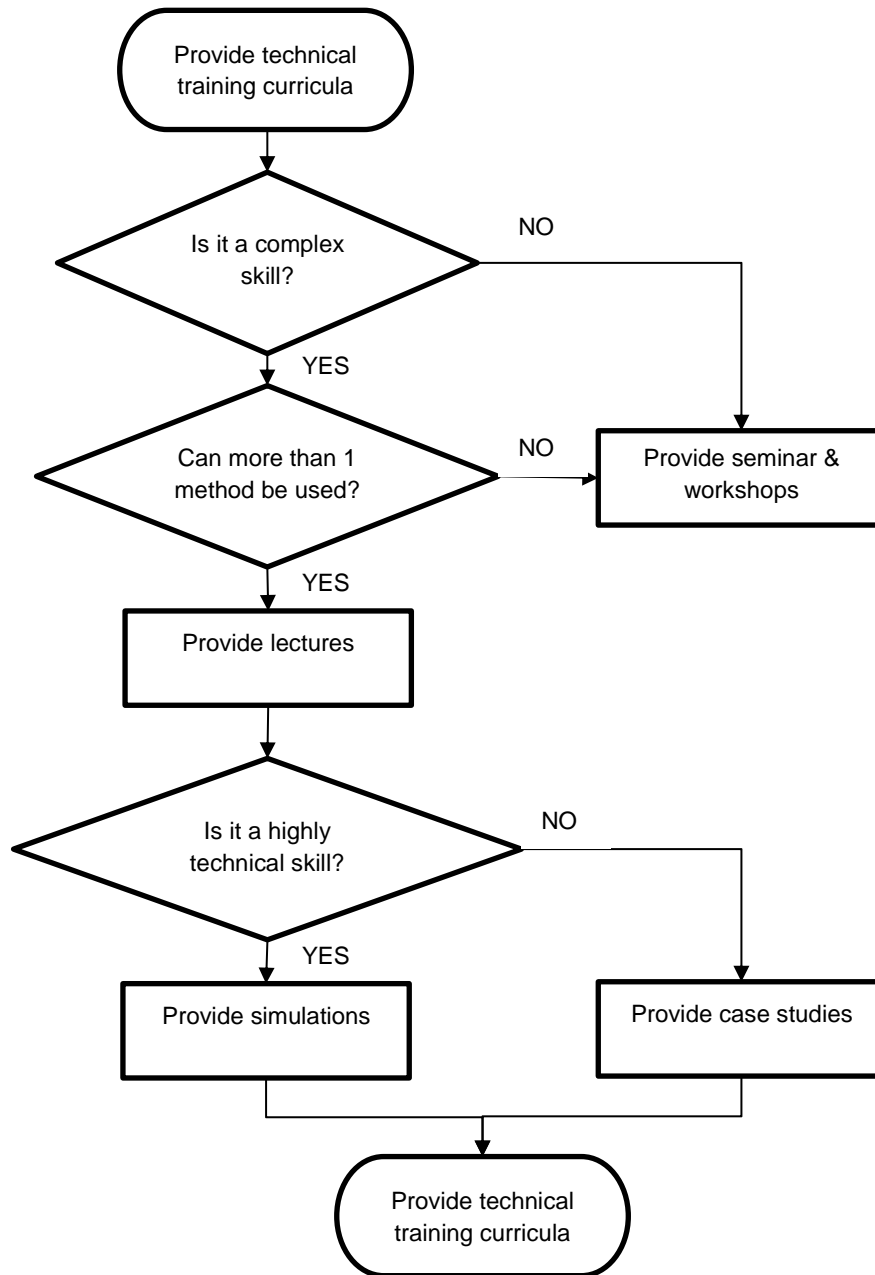 Provide technical
training curricula
Is it a complex
skill?
NO
YES
Can more than 1
method be used?
NO
Provide seminar &
workshops
YES
Provide lectures
Is it a highly
technical skill?
NO
YES
Provide simulations
Provide case studies
Provide technical
training curricula